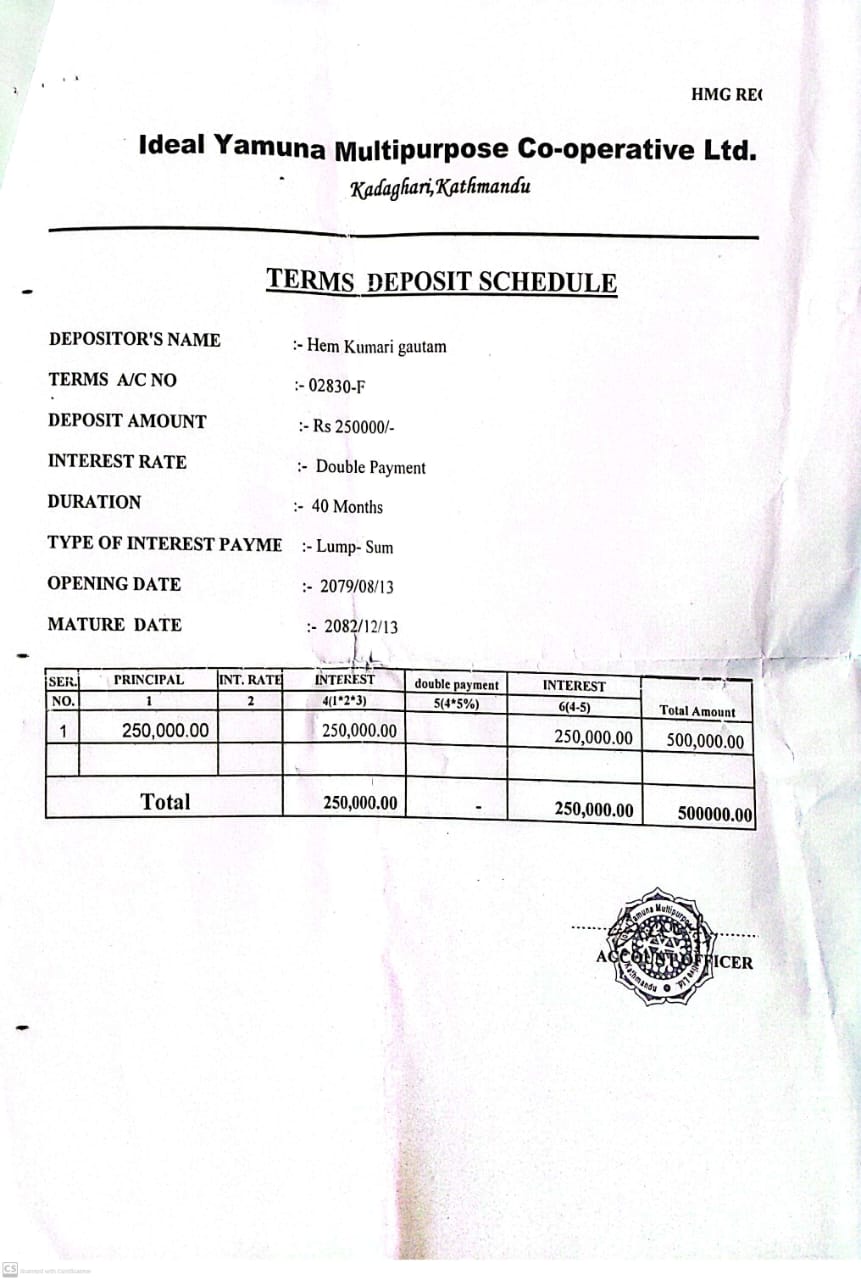 HMG REG
Ideal Yamuna Multipurpose Co-operative Ltd.
Kadaghari,Kathmandu
TERMS DEPOSIT SCHEDULE
DEPOSITOR'S NAME :- Hem Kumari gautam
TERMS A/C NO :- 02830-F
DEPOSIT AMOUNT :- Rs 250000/-
INTEREST RATE :- Double Payment
DURATION :- 40 Months
TYPE OF INTEREST PAYME :- Lump- Sum
OPENING DATE :- 2079/08/13
MATURE DATE :- 2082/12/13
SER. PRINCIPAL INT. RATE INTEREST double payment INTEREST Total Amount
NO. 1 2 4(1*2*3) 5(4*5%) 6(4-5)
1 250,000.00 250,000.00 250,000.00 500,000.00
Total 250,000.00 - 250,000.00 500000.00
Yamuna Multipurpose
Kathmandu
ACCOUNT OFFICER
CS Scanned with CamScanner